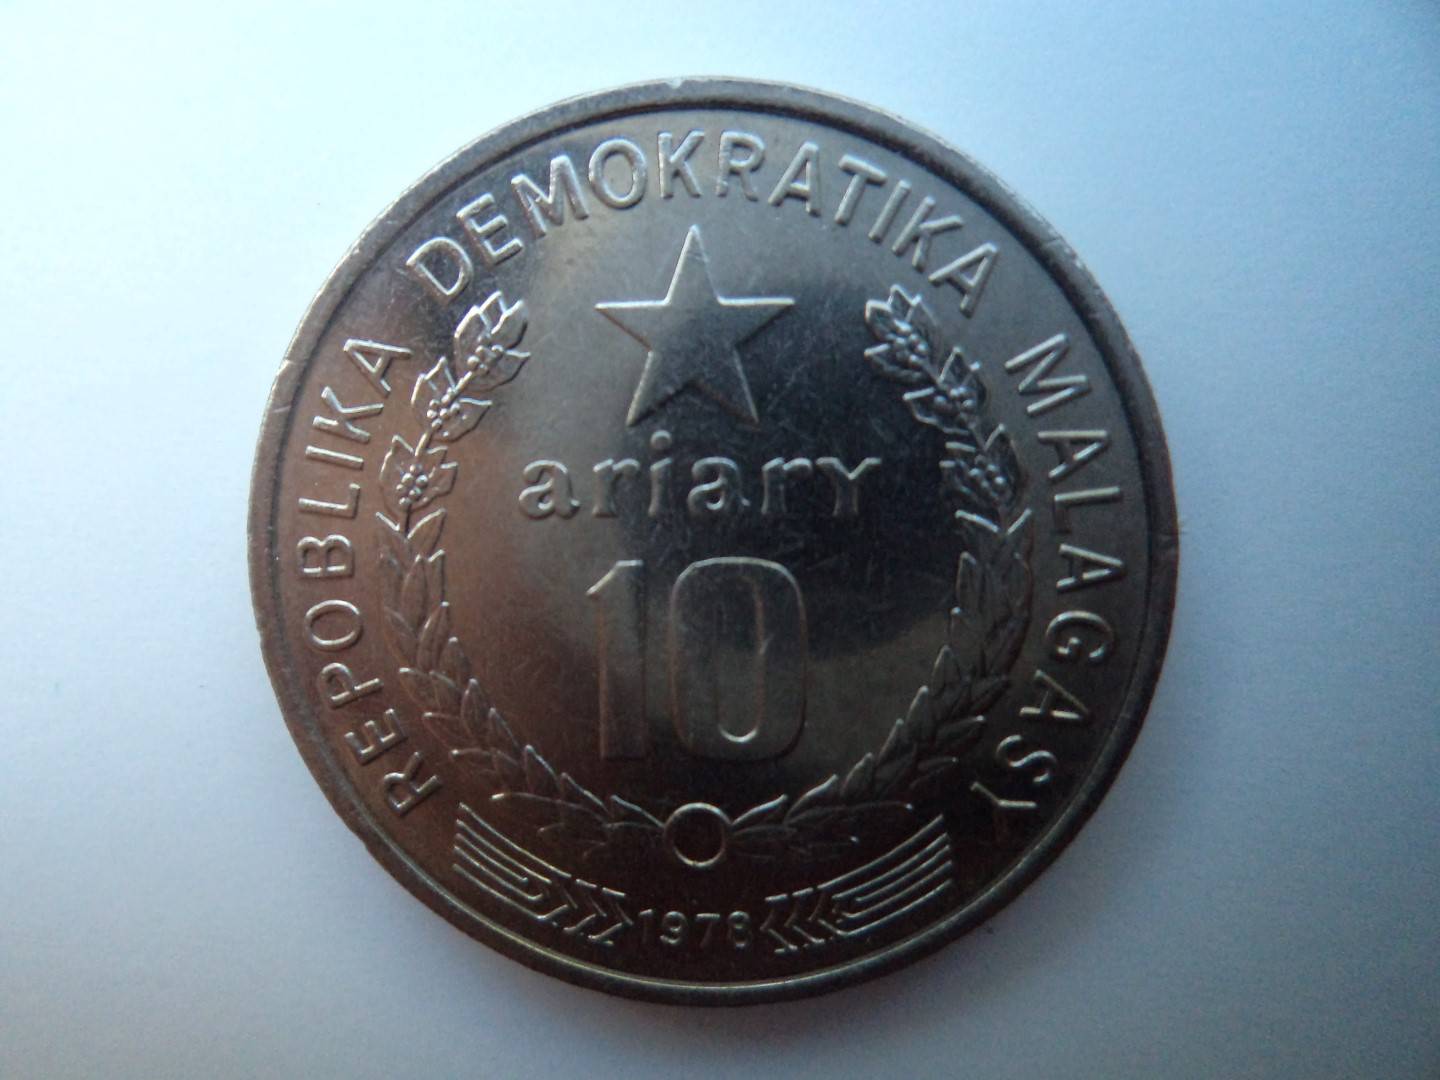 REPOBLIKA DEMOKRATIKA MALAGASY
ariary
10
1978